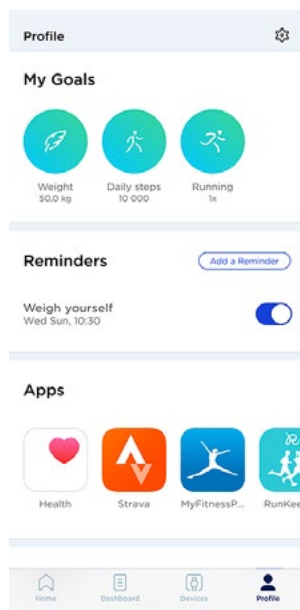 Profile
My Goals
Weight
50,0 kg
Daily steps
10 000
Running
1x
Reminders
Add a Reminder
Weigh yourself
Wed Sun, 10:30
Apps
Health
Strava
MyFitnessP...
RunKee
Home
Dashboard
Devices
Profile